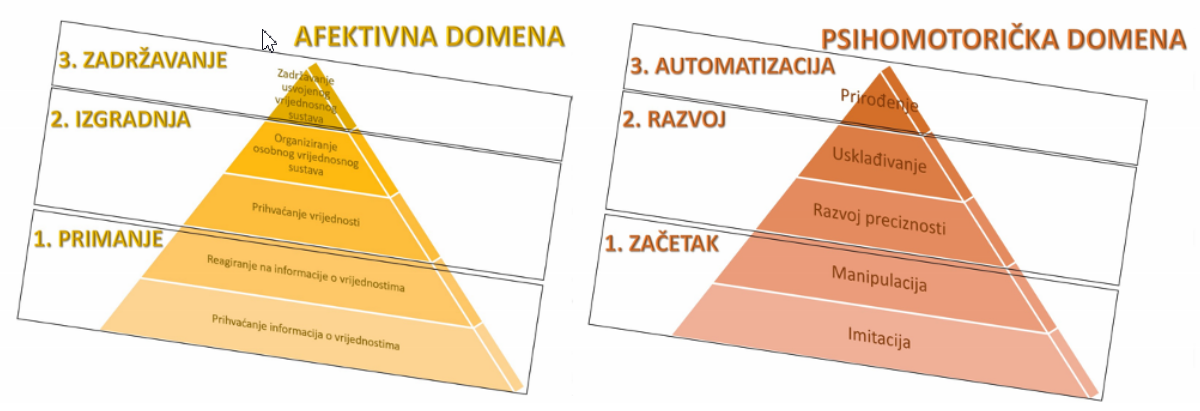 AFEKTIVNA DOMENA
3. ZADRŽAVANJE
Zadržavanje
usvojenog
vrijednosnog
sustava
2. IZGRADNJA
Organiziranje
osobnog vrijednosnog
sustava
Prihvaćanje vrijednosti
1. PRIMANJE
Reagiranje na informacije o vrijednostima
Prihvaćanje informacija o vrijednostima
PSIHOMOTORIČKA DOMENA
3. AUTOMATIZACIJA
Prirođenje
2. RAZVOJ
Usklađivanje
Razvoj preciznosti
1. ZAČETAK
Manipulacija
Imitacija